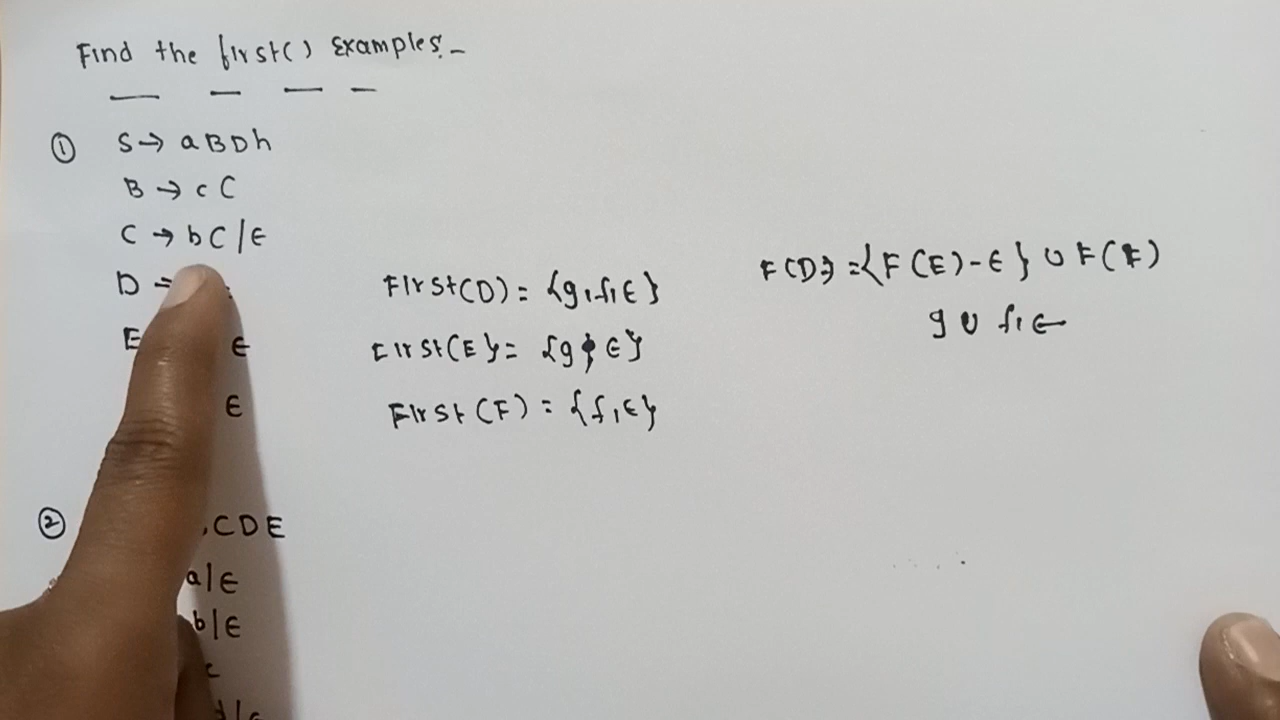 Find the first() Examples-
① S → aBDh
B → cC
C → bC/ε
D →
First(D) = {g, f, ε}
F(D) = {F(E) - ε} ∪ F(F)
g ∪ f, ε
E ε
First(E} = {g, ε}
ε
First(F) = {f, ε}
② CDE
a/ε
b/ε
c